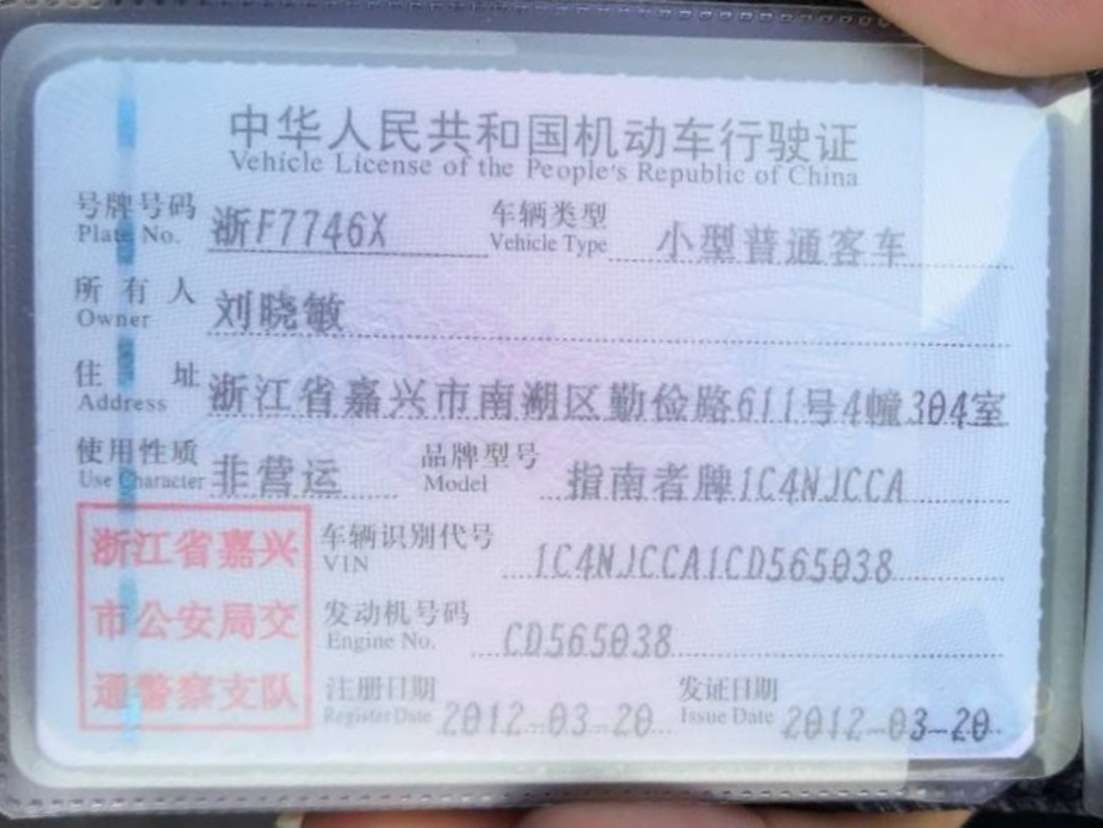 中华人民共和国机动车行驶证
Vehicle License of the People's Republic of China
号牌号码 浙F7746X 车辆类型 小型普通客车
Plate No. Vehicle Type
所有人 刘晓敏
Owner
住址 浙江省嘉兴市南湖区勤俭路611号4幢304室
Address
使用性质 非营运 品牌型号 指南者牌1C4NJCCA
Use Character Model
浙江省嘉兴
市公安局交
通警察支队
车辆识别代号 1C4NJCCA1CD565038
VIN
发动机号码 CD565038
Engine No.
注册日期 2012-03-20 发证日期 2012-03-20
Register Date Issue Date